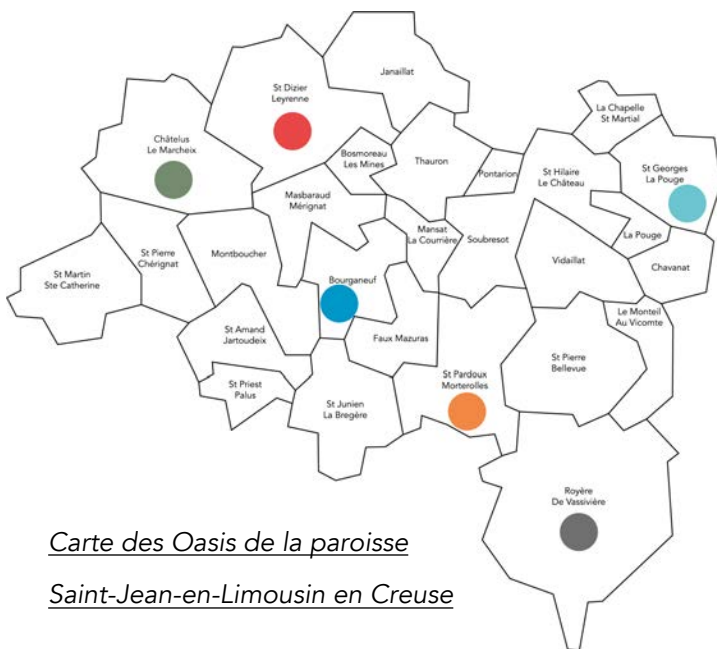 Janaillat
St Dizier
Leyrenne
La Chapelle
St Martial
Châtelus
Le Marcheix
Bosmoreau
Les Mines
Thauron
Pontarion
St Hilaire
Le Château
St Georges
La Pouge
Masbaraud
Mérignat
Mansat
La Courrière
Soubresot
La Pouge
St Pierre
Chérignat
Montboucher
Vidaillat
Chavanat
St Martin
Ste Catherine
Bourganeuf
Le Monteil
Au Vicomte
St Amand
Jartoudeix
Faux Mazuras
St Pierre
Bellevue
St Priest
Palus
St Pardoux
Morterolles
St Junien
La Bregère
Royère
De Vassivière
Carte des Oasis de la paroisse
Saint-Jean-en-Limousin en Creuse